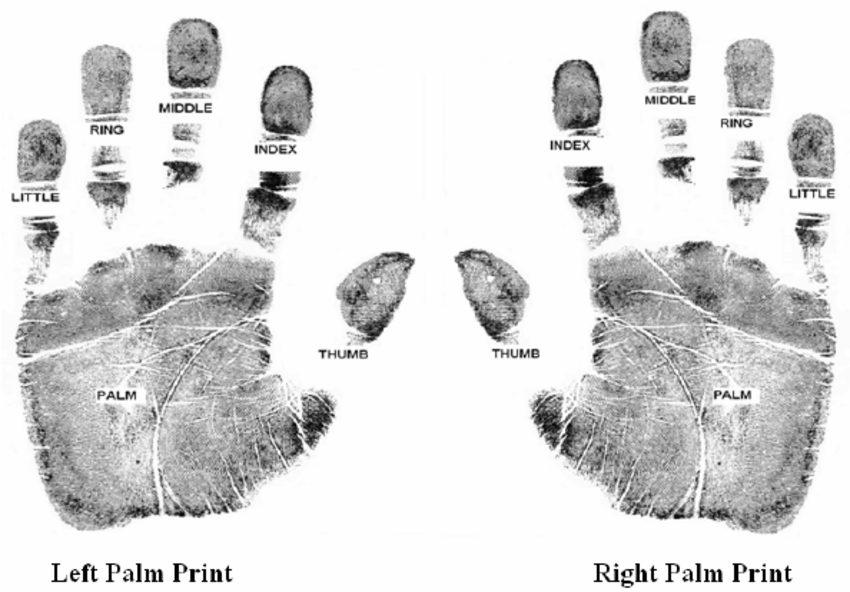 MIDDLE
RING
INDEX
LITTLE
THUMB
PALM
Left Palm Print
MIDDLE
RING
INDEX
LITTLE
THUMB
PALM
Right Palm Print